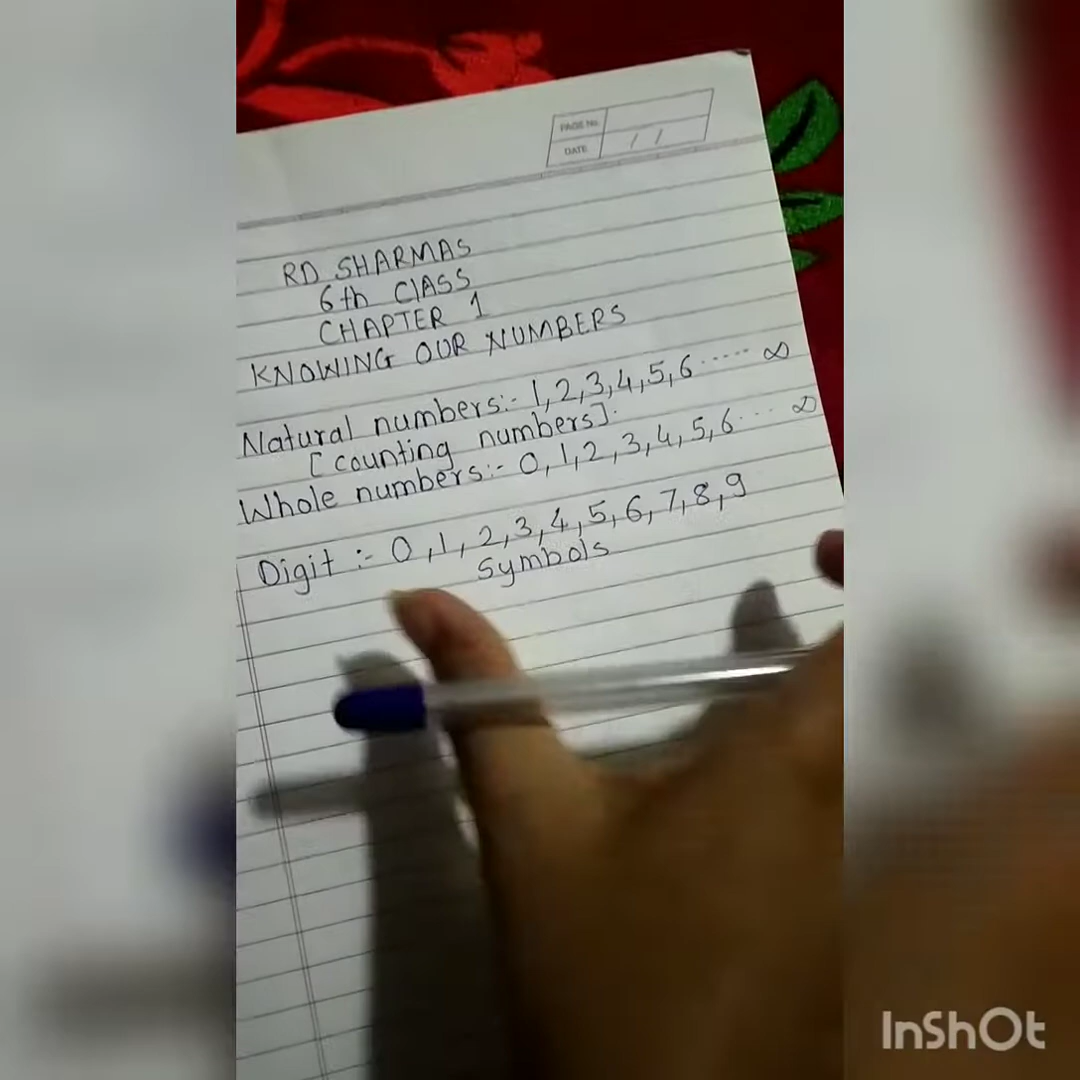 PAGE No.
DATE / /
RD SHARMAS
6th ClASS
CHAPTER 1
KNOWING OUR NUMBERS
Natural numbers:- 1,2,3,4,5,6 ..... ∞
[counting numbers].
Whole numbers:- 0,1,2,3,4,5,6... ∞
Digit :- 0,1,2,3,4,5,6,7,8,9
Symbols
InShOt